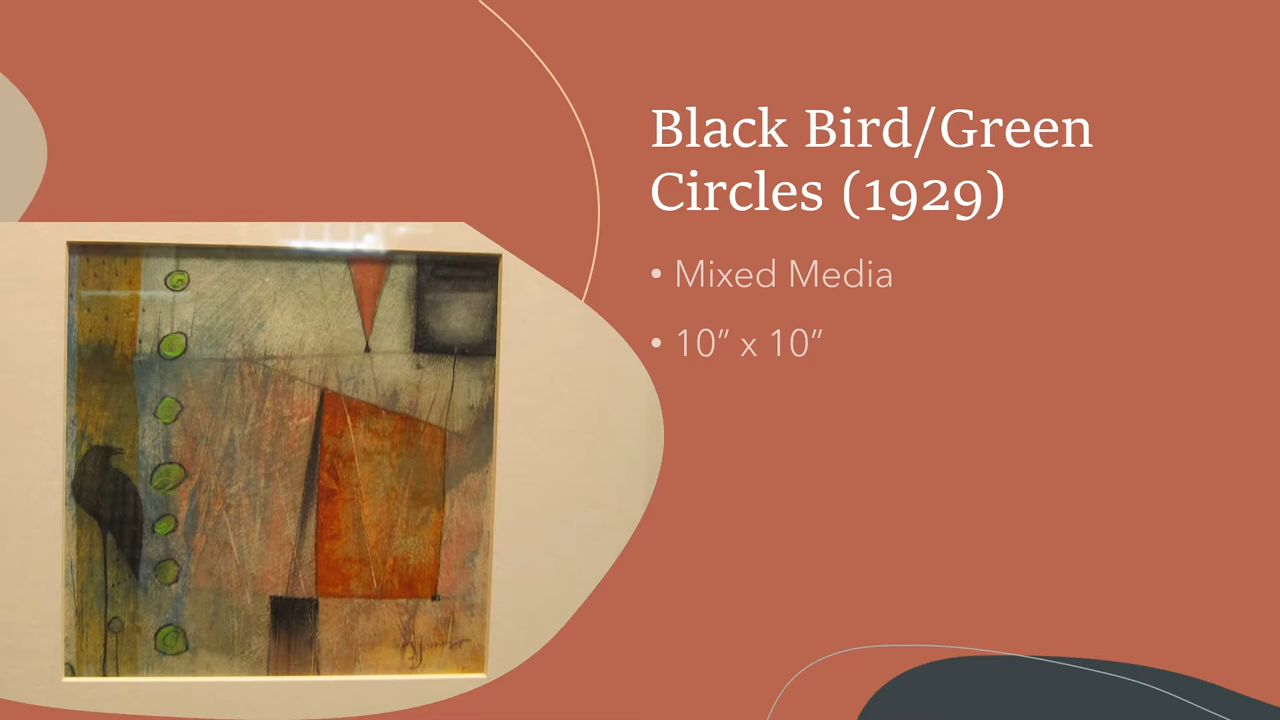 Black Bird/Green
Circles (1929)
• Mixed Media
• 10” x 10”